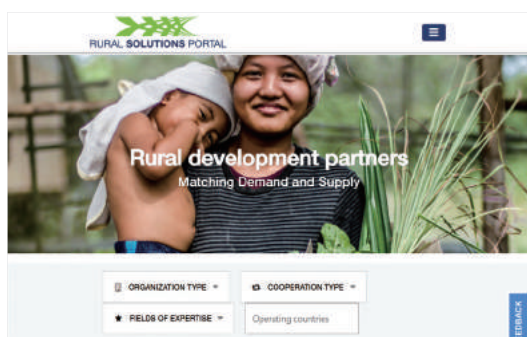 RURAL SOLUTIONS PORTAL
Rural development partners
Matching Demand and Supply
ORGANIZATION TYPE
COOPERATION TYPE
FIELDS OF EXPERTISE
Operating countries
EDBACK